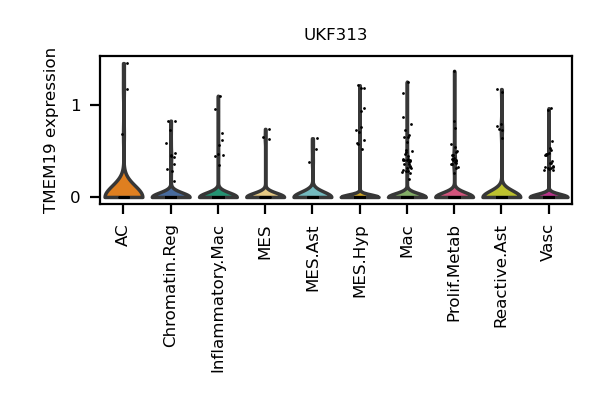 UKF313
TMEM19 expression
1
0
AC
Chromatin.Reg
Inflammatory.Mac
MES
MES.Ast
MES.Hyp
Mac
Prolif.Metab
Reactive.Ast
Vasc